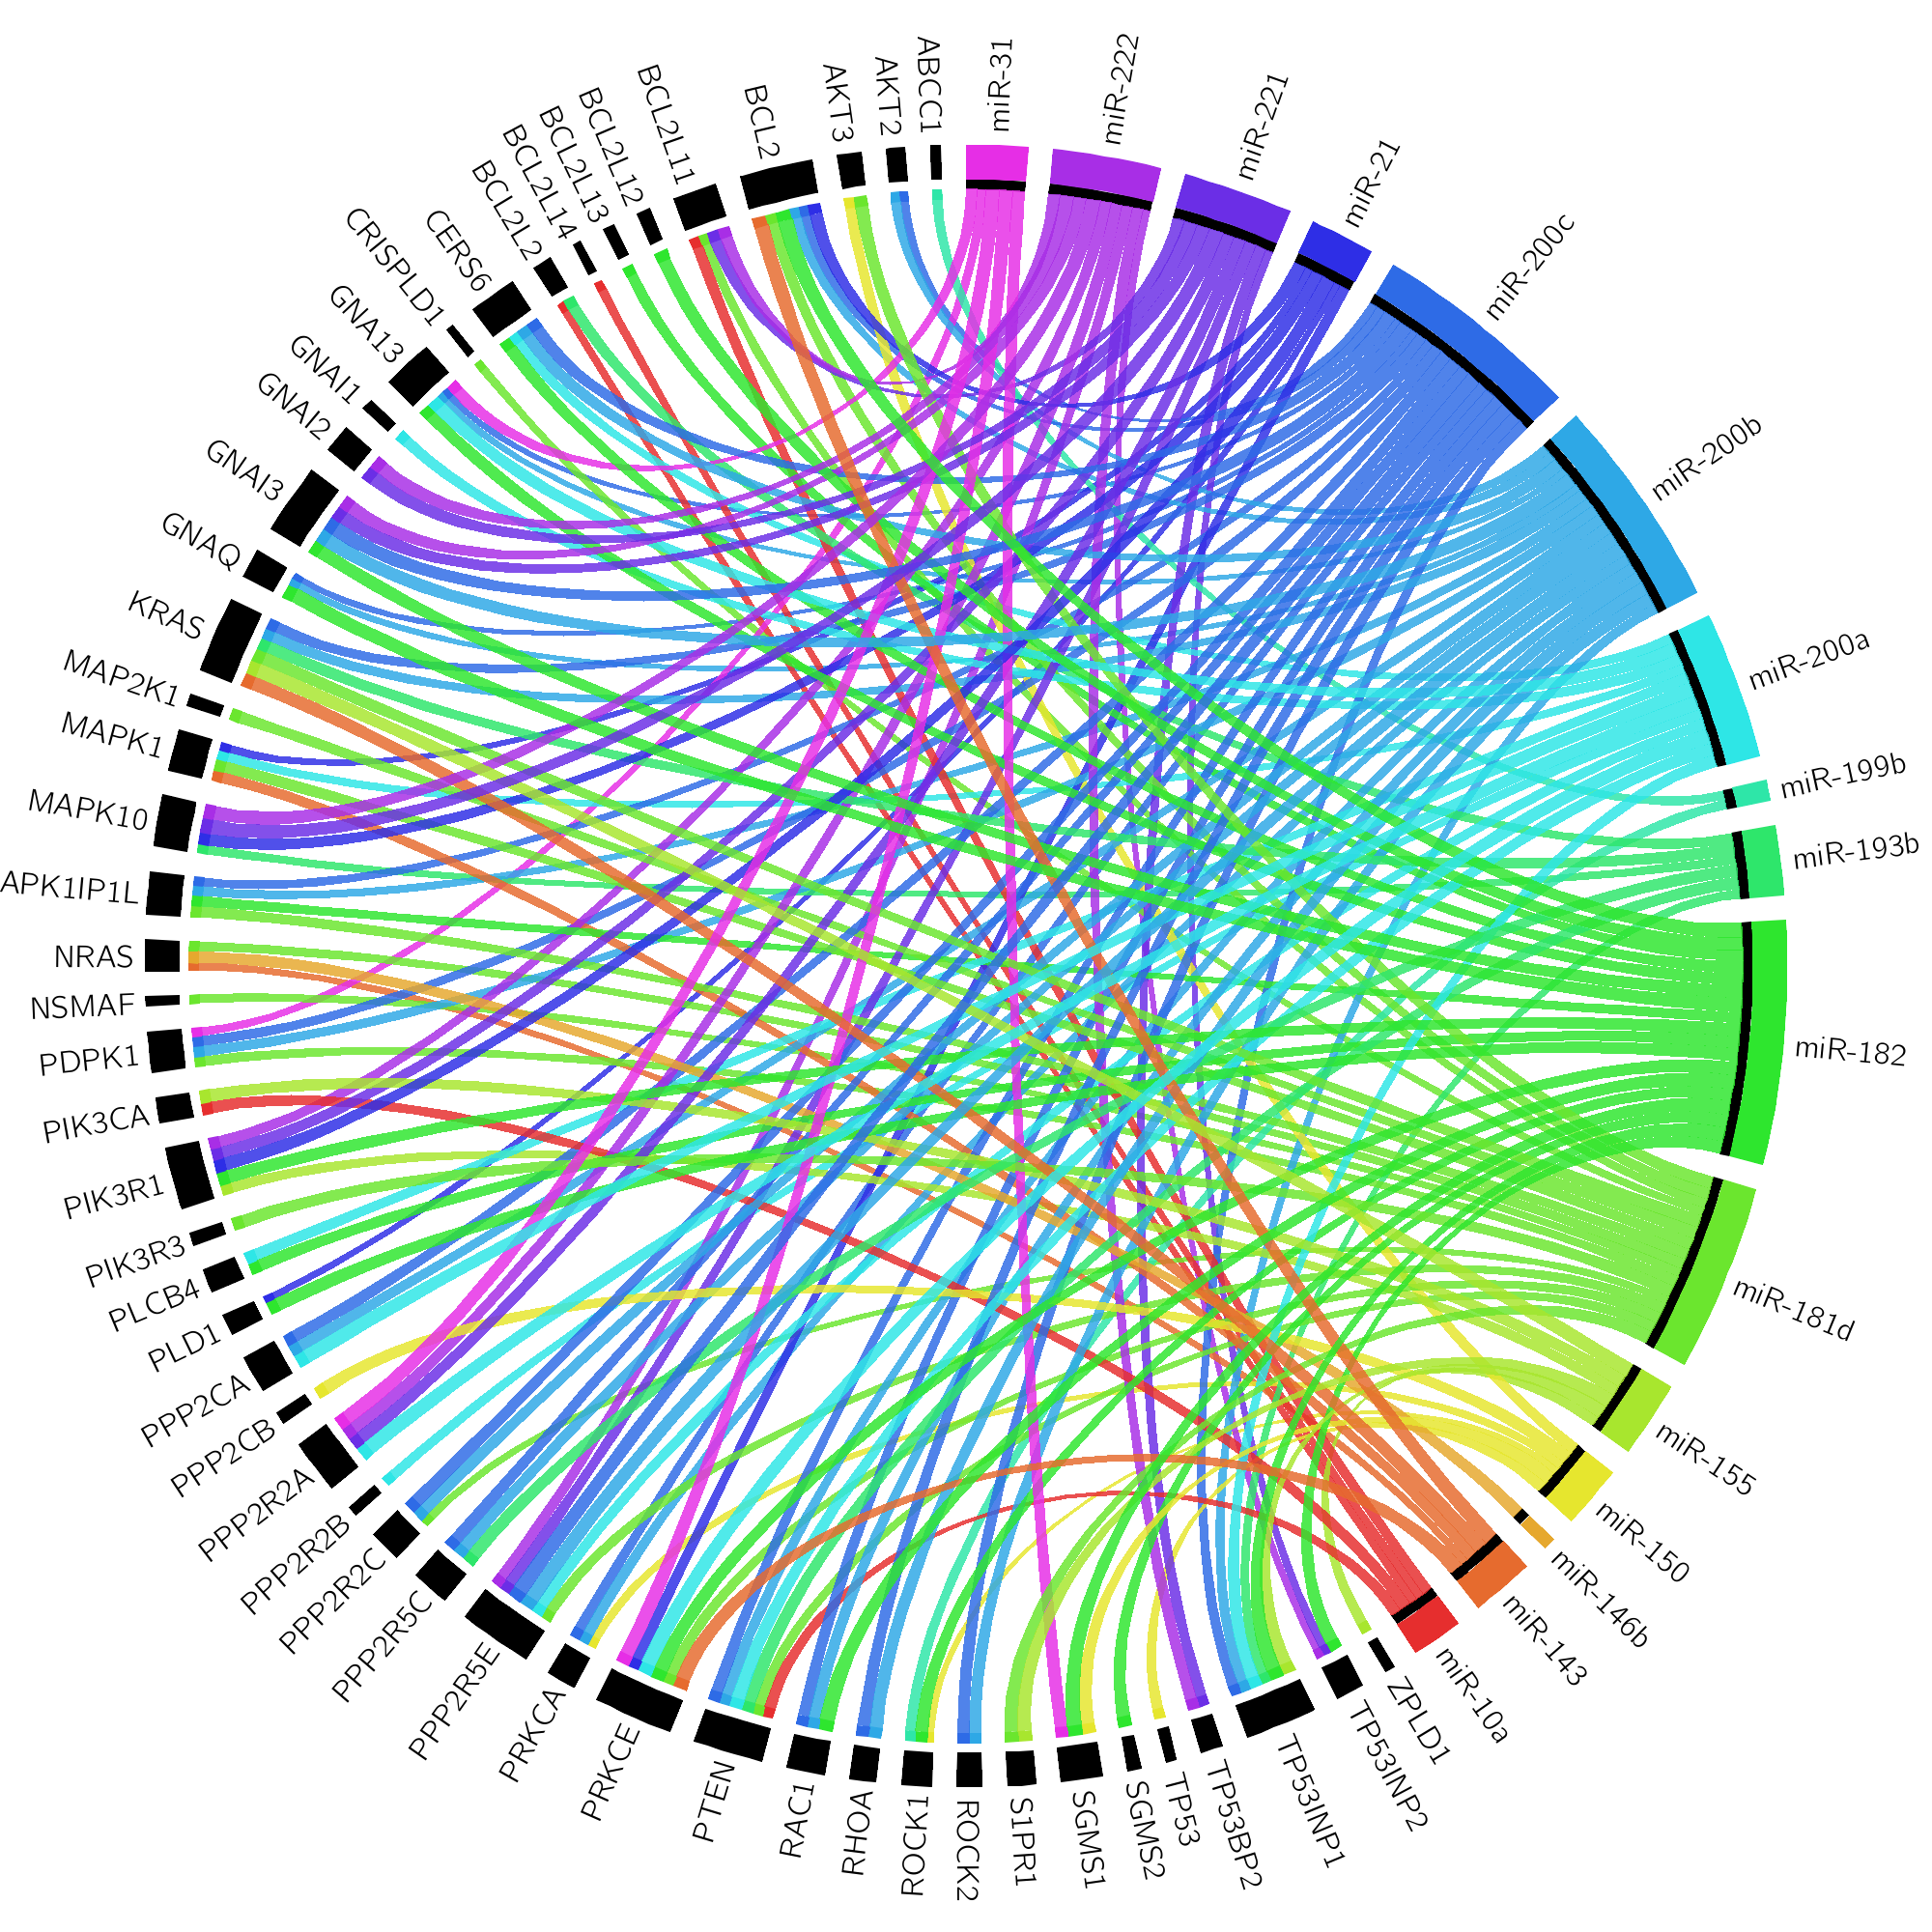 miR-31
miR-222
miR-221
miR-21
miR-200c
miR-200b
miR-200a
miR-199b
miR-193b
miR-182
miR-181d
miR-155
miR-150
miR-146b
miR-143
miR-10a
ZPLD1
TP53INP2
TP53INP1
TP53BP2
TP53
SGMS2
SGMS1
S1PR1
ROCK2
ROCK1
RHOA
RAC1
PTEN
PRKCE
PRKCA
PPP2R5E
PPP2R5C
PPP2R2C
PPP2R2B
PPP2R2A
PPP2CB
PPP2CA
PLD1
PLCB4
PIK3R3
PIK3R1
PIK3CA
PDPK1
NSMAF
NRAS
APK1IP1L
MAPK10
MAPK1
MAP2K1
KRAS
GNAQ
GNAI3
GNAI2
GNAI1
GNA13
CRISPLD1
CERS6
BCL2L2
BCL2L14
BCL2L13
BCL2L12
BCL2L11
BCL2
AKT3
AKT2
ABCC1